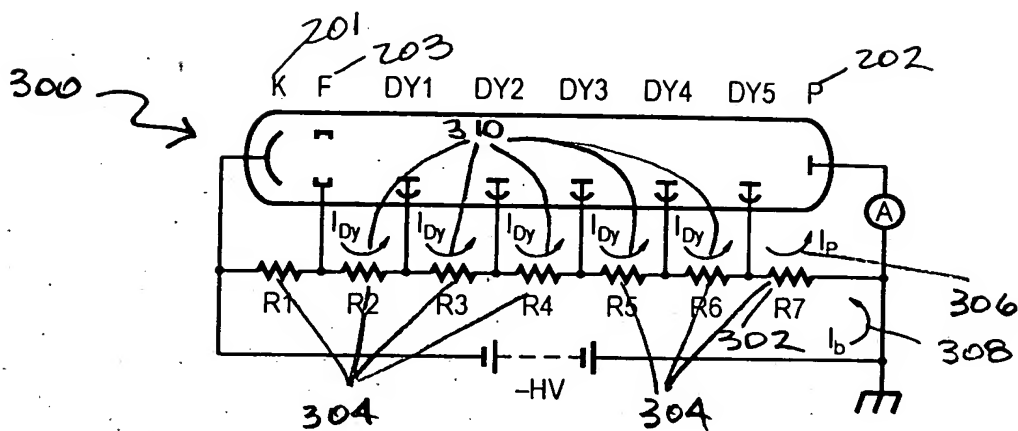 201
203
202
300
K F DY1 DY2 DY3 DY4 DY5 P
310
A
IDy IDy IDy IDy IDy IP
R1 R2 R3 R4 R5 R6 R7
306
302
Ib
308
–HV
304 304